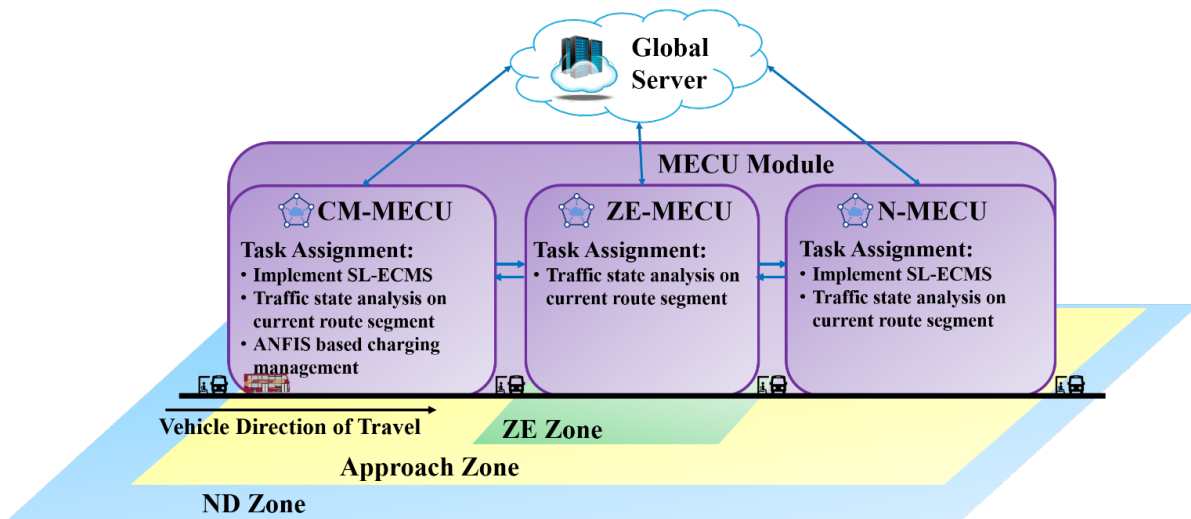 Global
Server
MECU Module
CM-MECU
Task Assignment:
• Implement SL-ECMS
• Traffic state analysis on
current route segment
• ANFIS based charging
management
ZE-MECU
Task Assignment:
• Traffic state analysis on
current route segment
N-MECU
Task Assignment:
• Implement SL-ECMS
• Traffic state analysis on
current route segment
Vehicle Direction of Travel
ZE Zone
Approach Zone
ND Zone